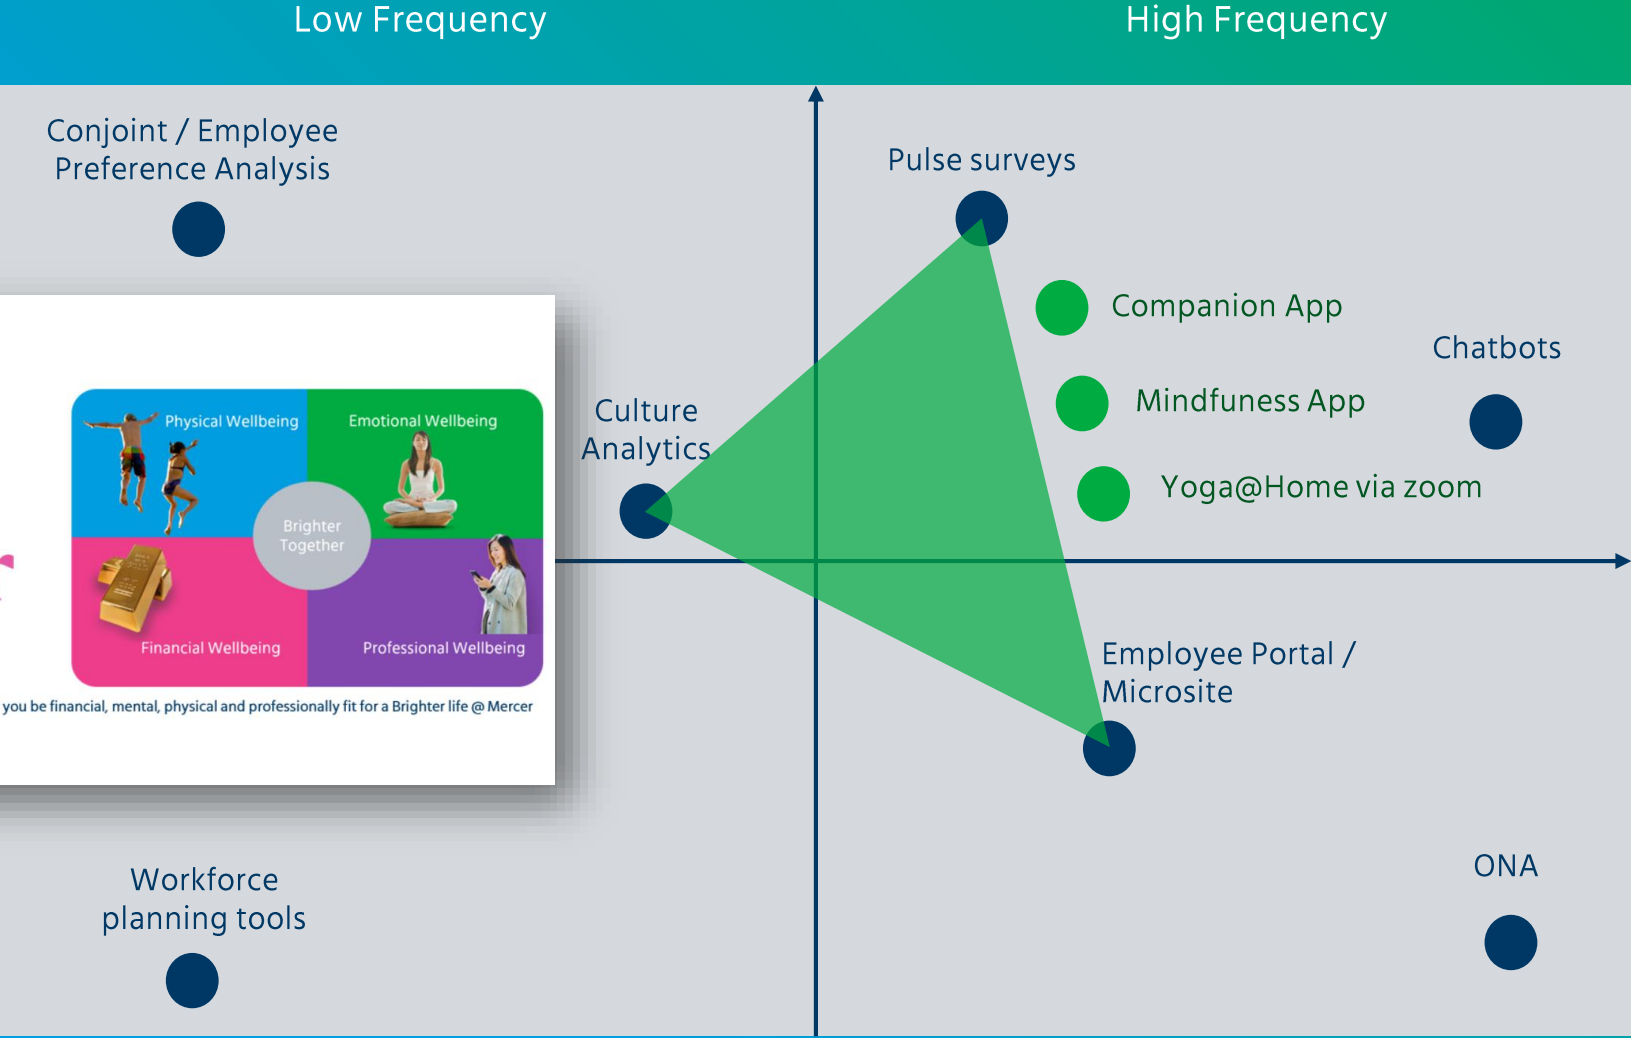 Low Frequency
High Frequency
Conjoint / Employee
Preference Analysis
Pulse surveys
Companion App
Chatbots
Mindfuness App
Culture
Analytics
Yoga@Home via zoom
Physical Wellbeing
Emotional Wellbeing
Brighter
Together
Financial Wellbeing
Professional Wellbeing
you be financial, mental, physical and professionally fit for a Brighter life @ Mercer
Employee Portal /
Microsite
Workforce
planning tools
ONA